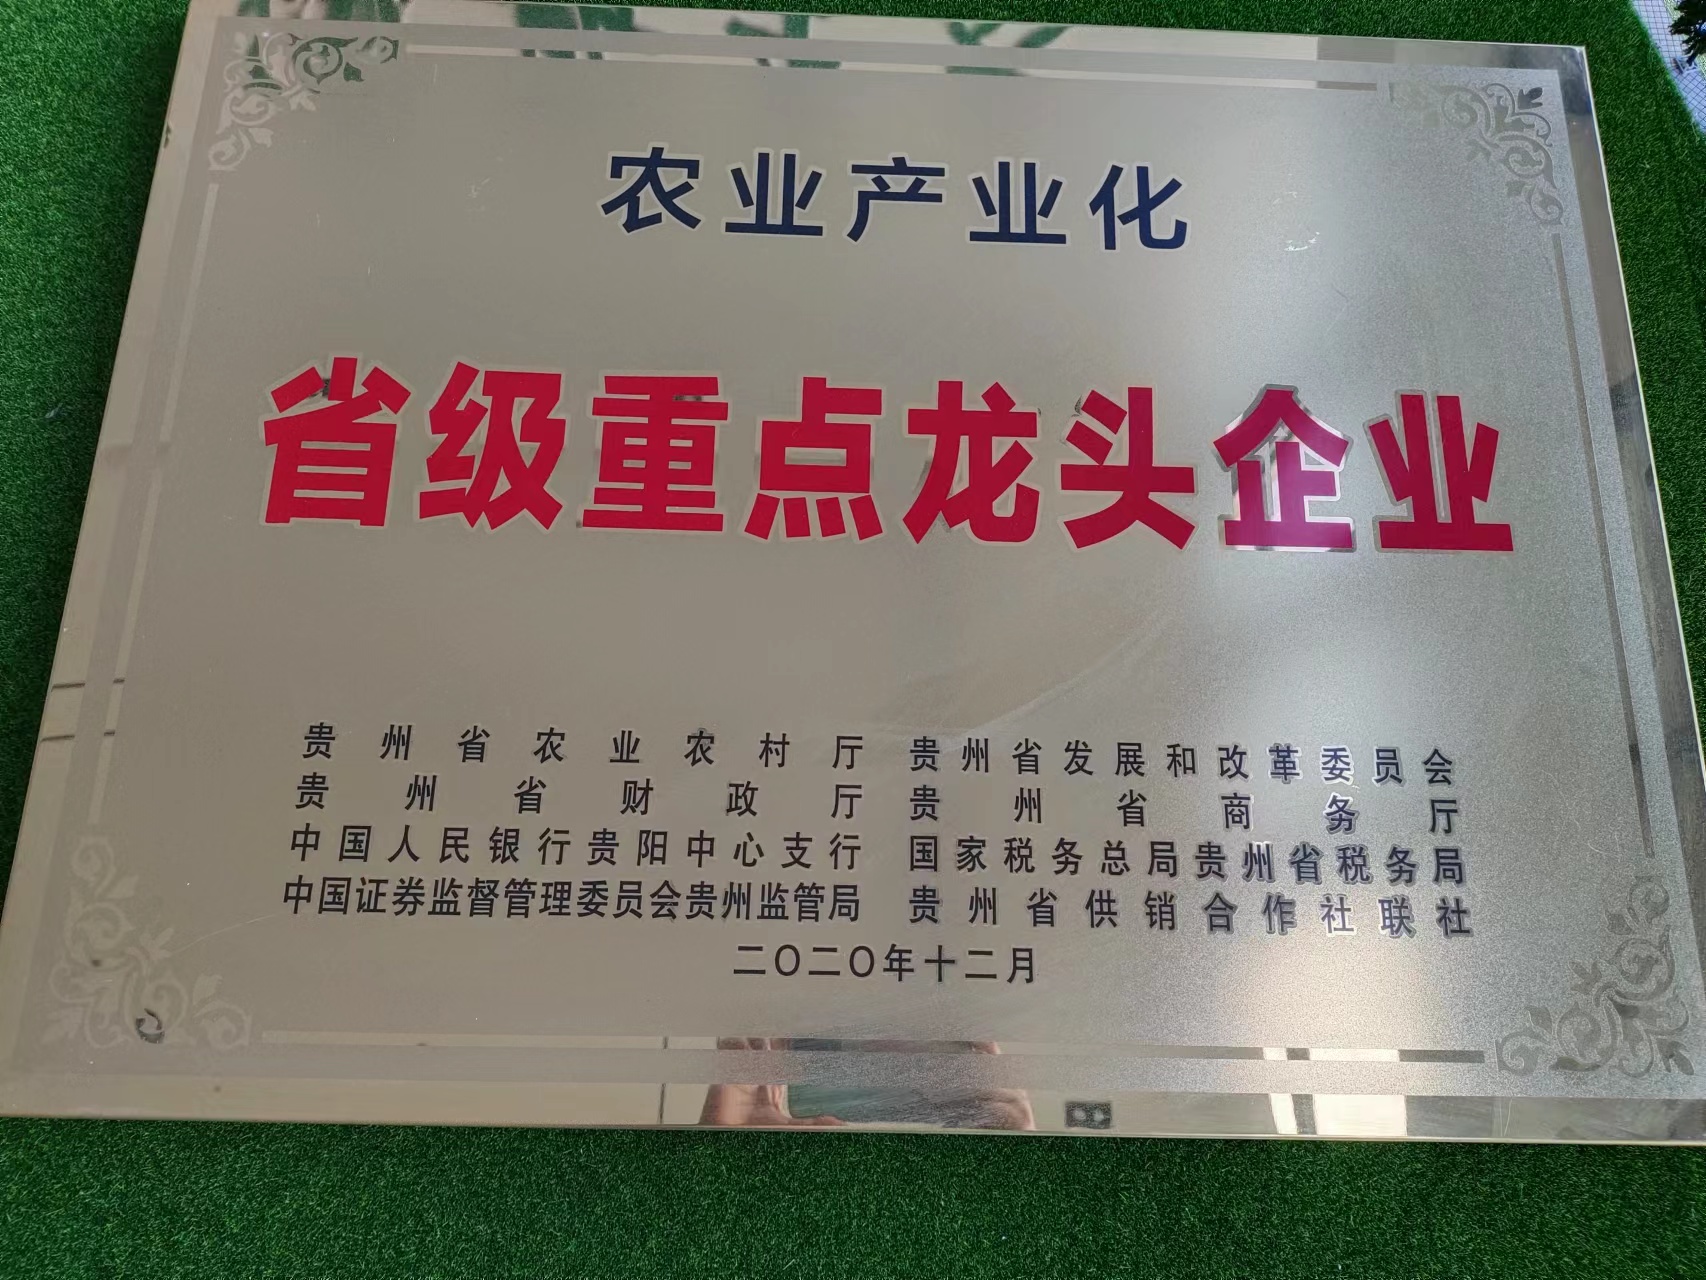 农业产业化
省级重点龙头企业
贵州省农业农村厅 贵州省发展和改革委员会
贵州省财政厅 贵州省商务厅
中国人民银行贵阳中心支行 国家税务总局贵州省税务局
中国证券监督管理委员会贵州监管局 贵州省供销合作社联社
二〇二〇年十二月